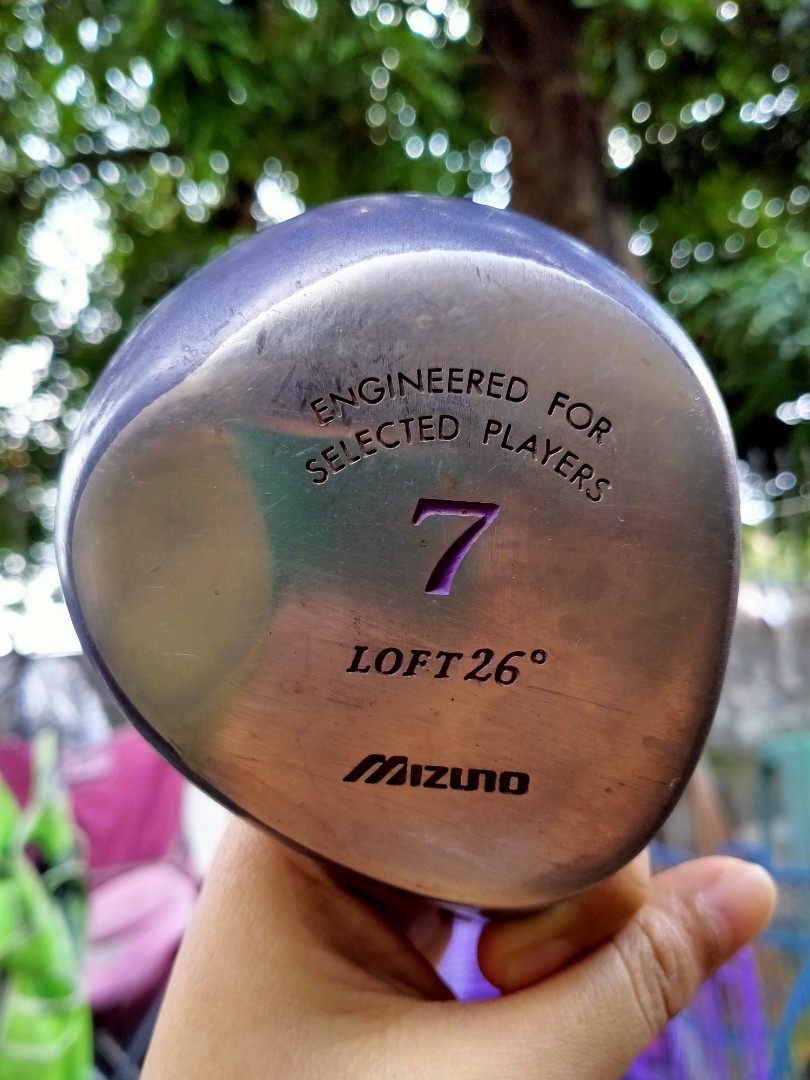 ENGINEERED FOR
SELECTED PLAYERS
7
LOFT 26°
MIZUNO